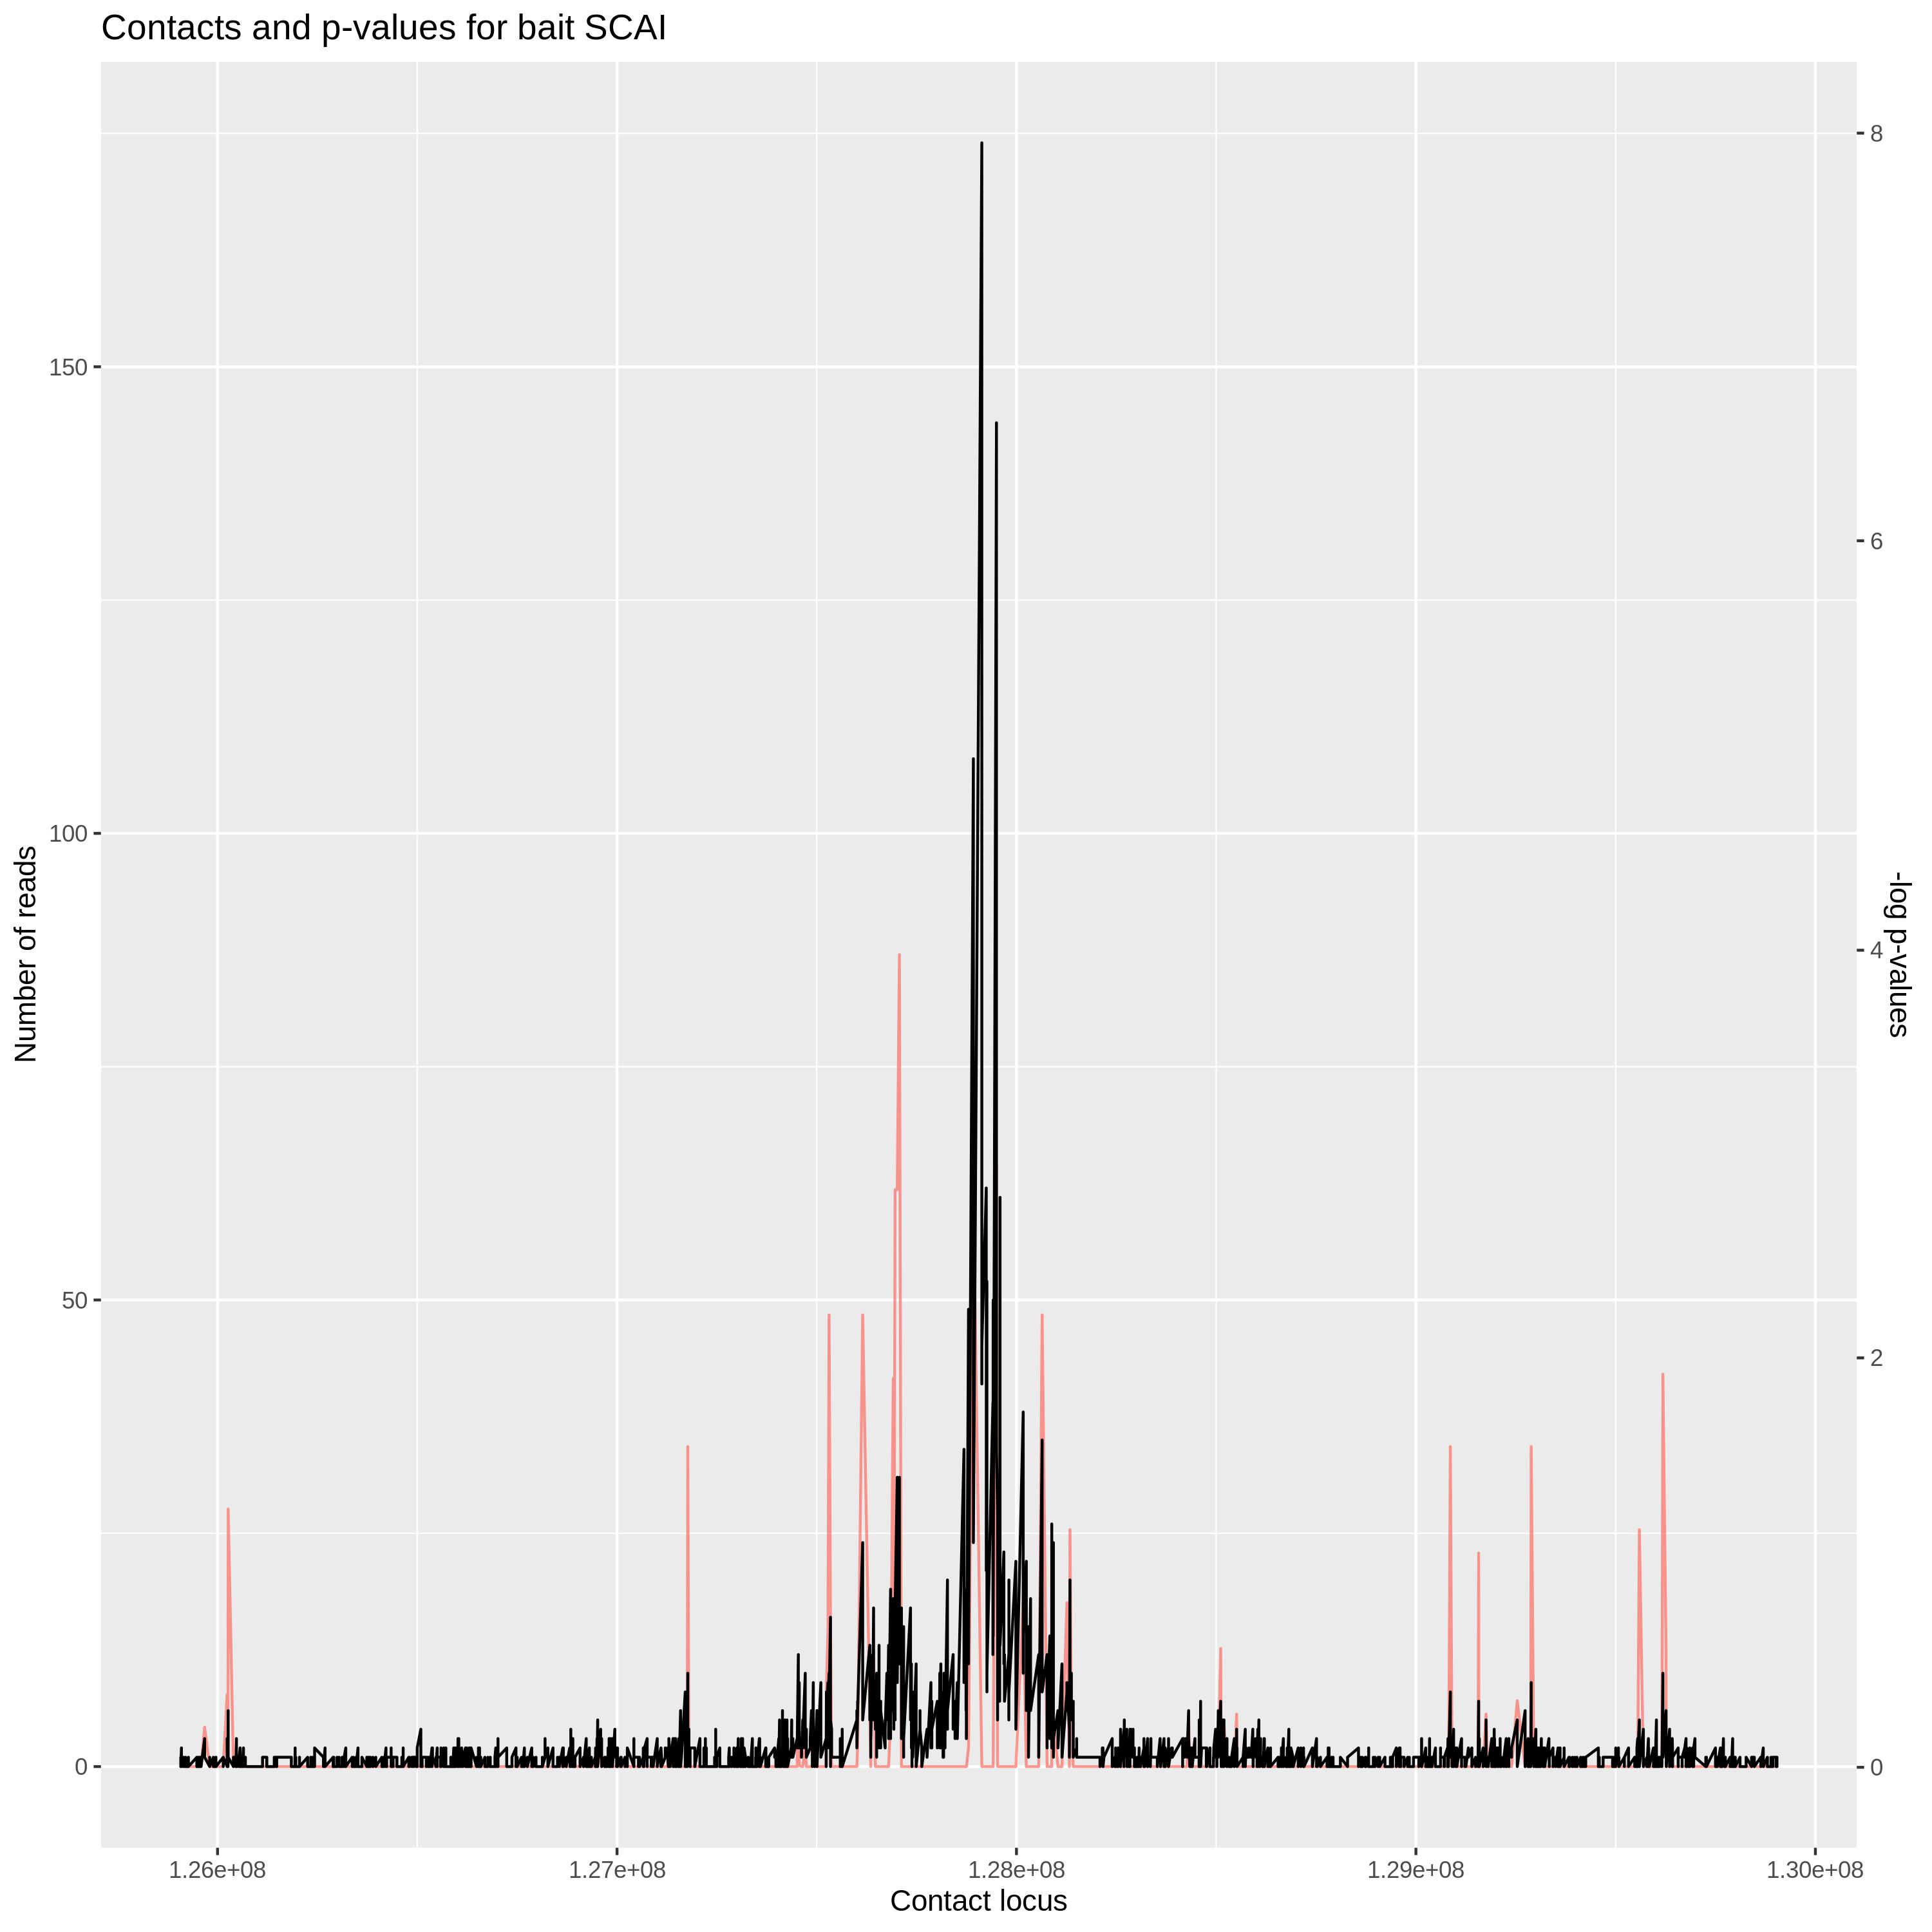 Contacts and p-values for bait SCAI
150
100
50
0
Number of reads
8
6
4
2
0
-log p-values
1.26e+08 1.27e+08 1.28e+08 1.29e+08 1.30e+08
Contact locus